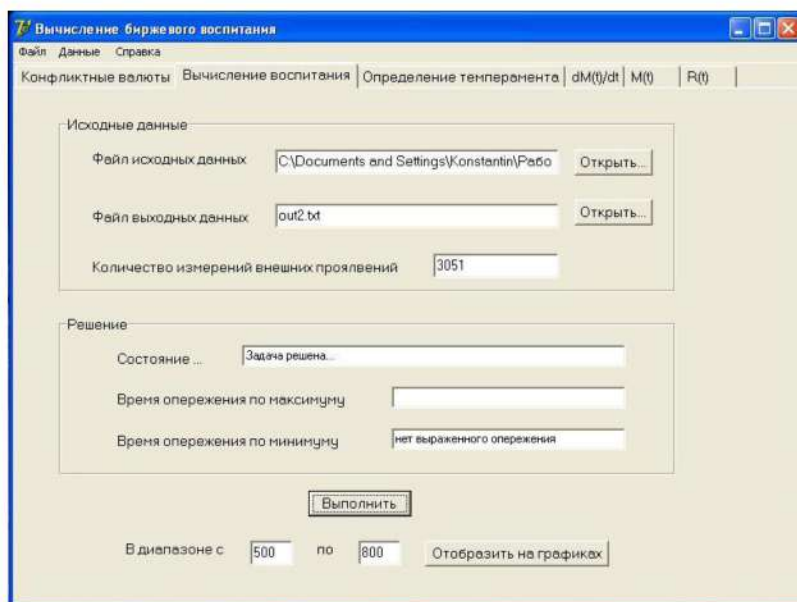 Вычисление биржевого воспитания
Файл Данные Справка
Конфликтные валюты Вычисление воспитания Определение темперамента dM(t)/dt M(t) R(t)
Исходные данные
Файл исходных данных C:\Documents and Settings\Konstantin\Рабо Открыть...
Файл выходных данных out2.txt Открыть...
Количество измерений внешних проялвений 3051
Решение
Состояние ... Задача решена...
Время опережения по максимуму
Время опережения по минимуму нет выраженного опережения
Выполнить
В диапазоне с 500 по 800 Отобразить на графиках